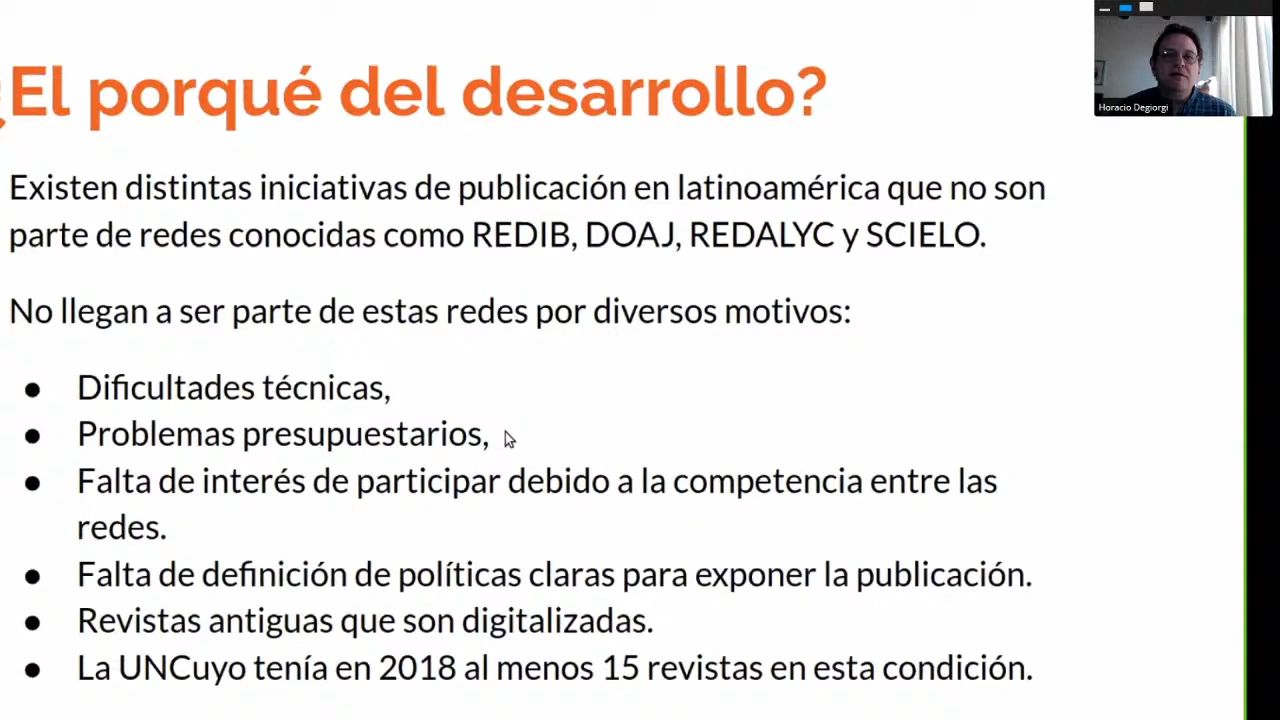 ¿El porqué del desarrollo?
Horacio Degiorgi
Existen distintas iniciativas de publicación en latinoamérica que no son
parte de redes conocidas como REDIB, DOAJ, REDALYC y SCIELO.
No llegan a ser parte de estas redes por diversos motivos:
● Dificultades técnicas,
● Problemas presupuestarios,
● Falta de interés de participar debido a la competencia entre las
redes.
● Falta de definición de políticas claras para exponer la publicación.
● Revistas antiguas que son digitalizadas.
● La UNCuyo tenía en 2018 al menos 15 revistas en esta condición.